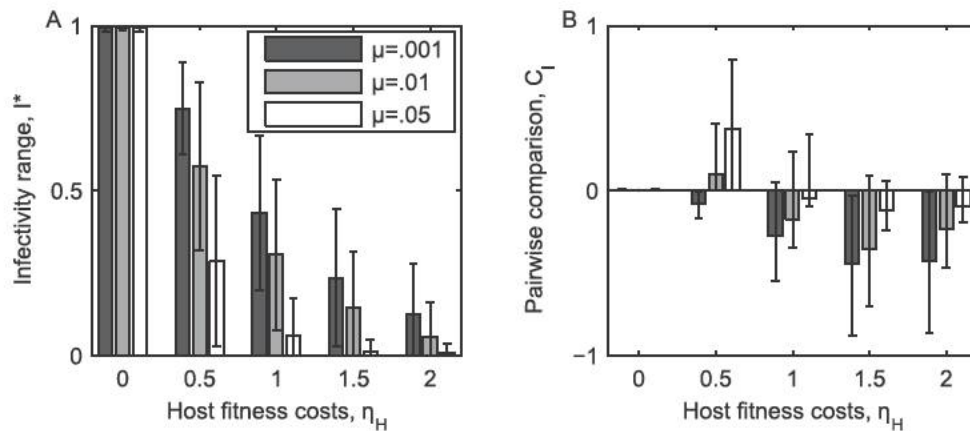 A
1
0.5
0
Infectivity range, I*
μ=.001
μ=.01
μ=.05
0 0.5 1 1.5 2
Host fitness costs, η_H
B
1
0
−1
Pairwise comparison, C_I
0 0.5 1 1.5 2
Host fitness costs, η_H